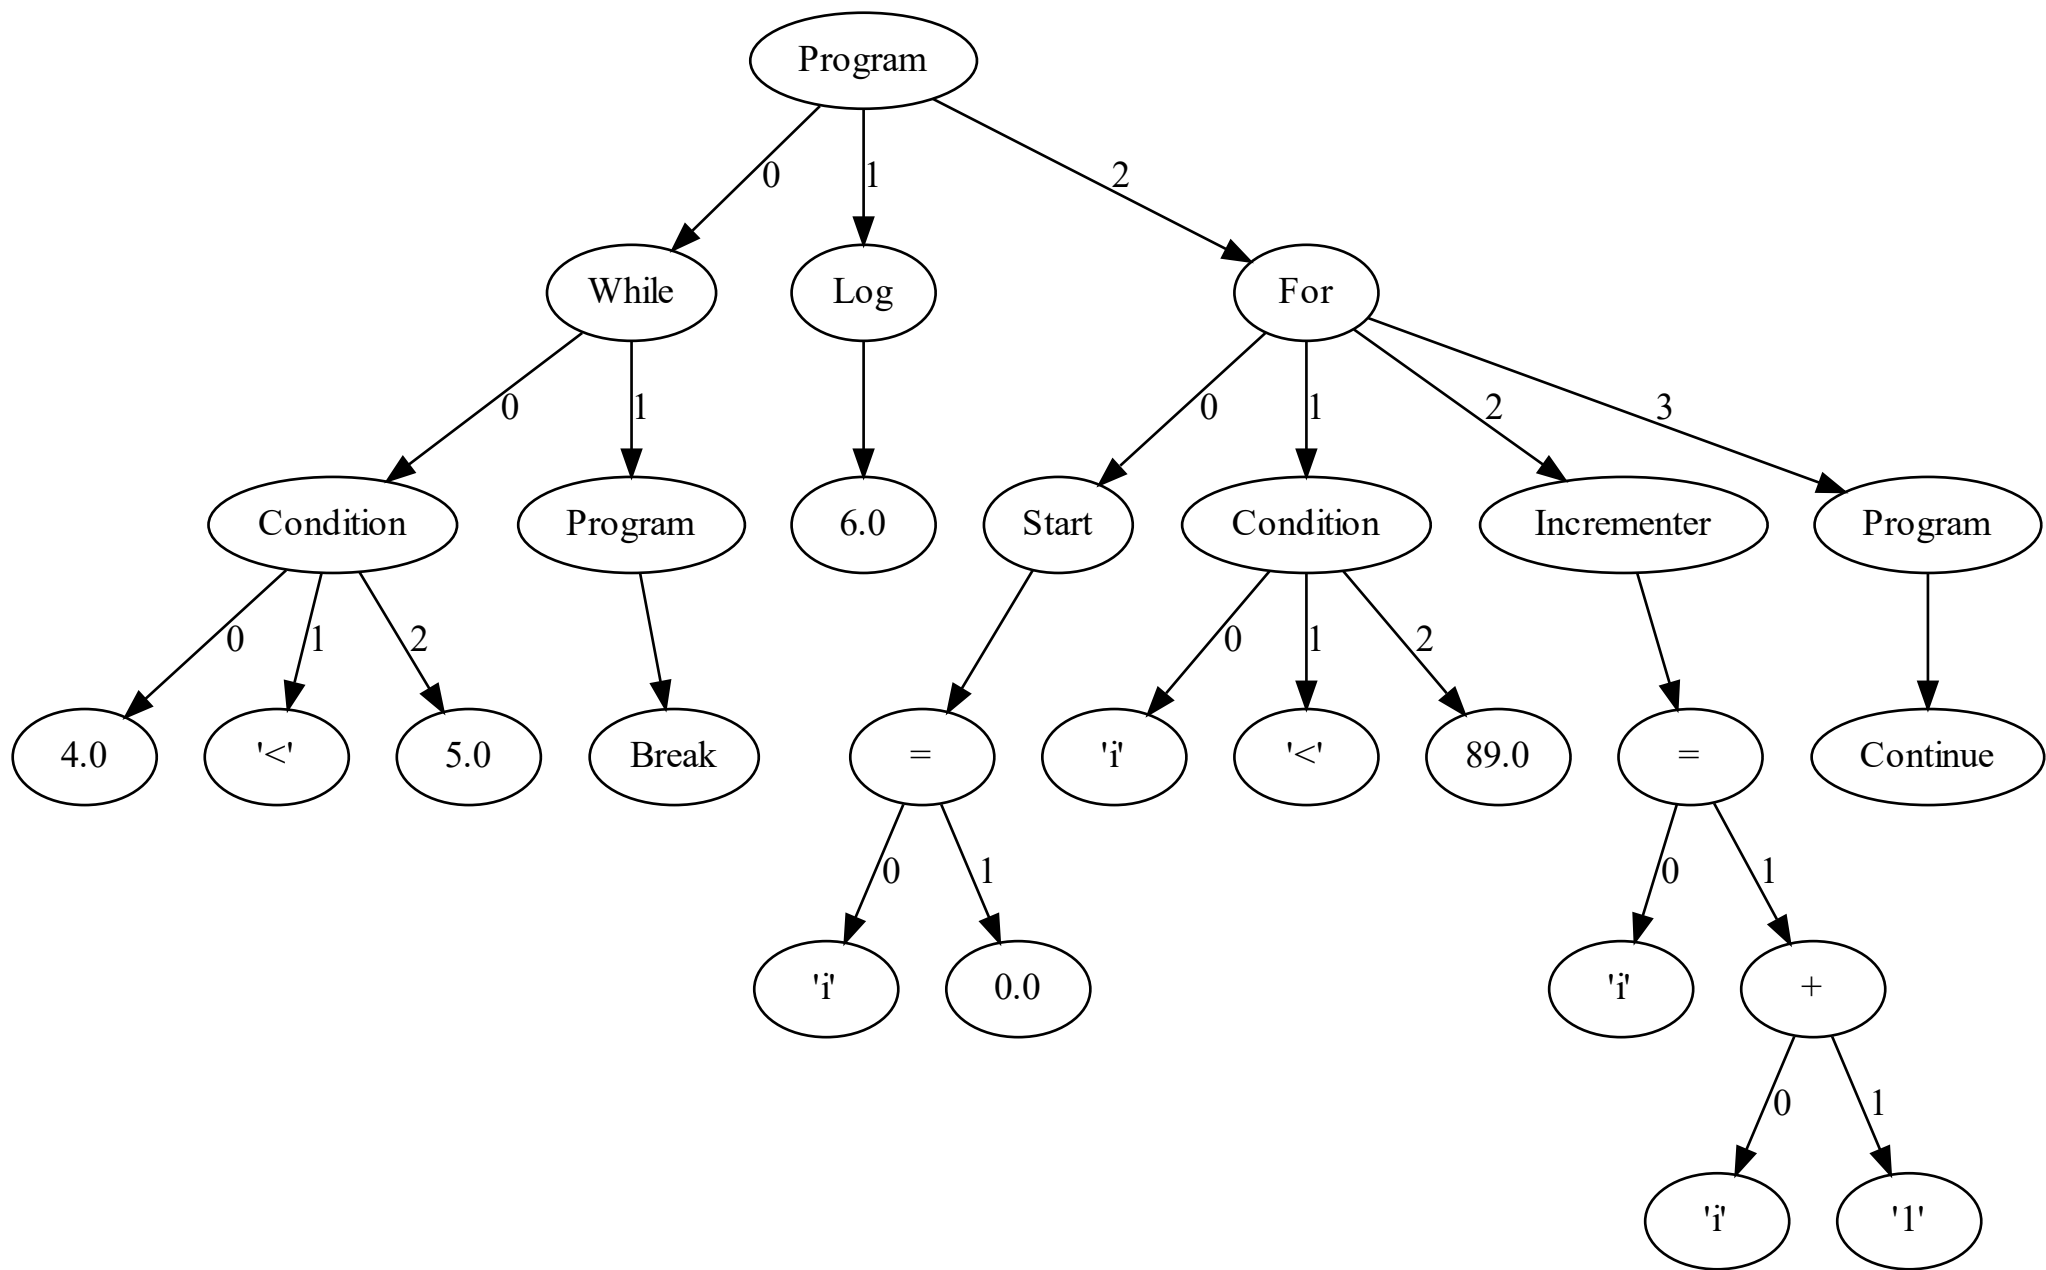 Program
0 1 2
While Log For
0 1 0 1 2 3
Condition Program 6.0 Start Condition Incrementer Program
0 1 2 0 1 2
4.0 '<' 5.0 Break = 'i' '<' 89.0 = Continue
0 1 0 1
'i' 0.0 'i' +
0 1
'i' '1'